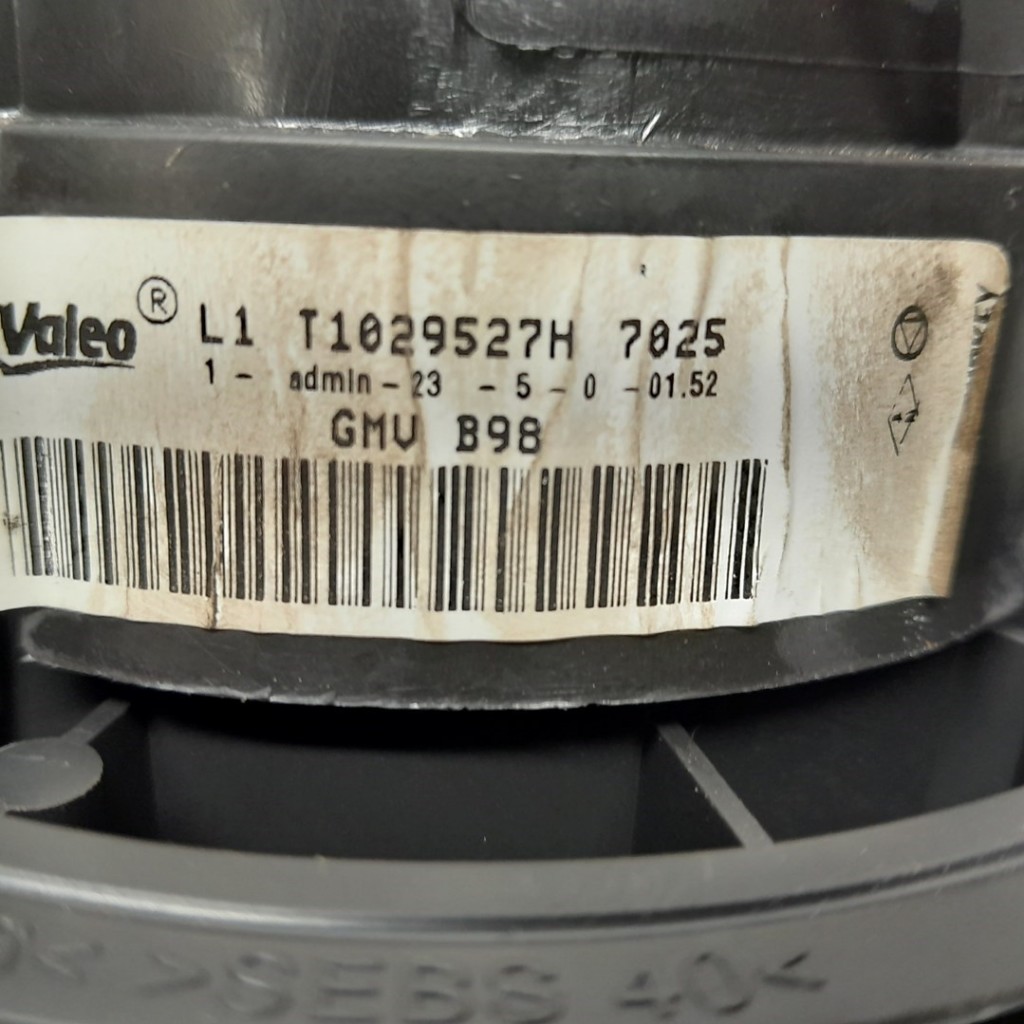 Valeo ® L1 T1029527H 7025
1 - admin - 23 - 5 - 0 - 01.52
GMV B98
>SEBS 40<